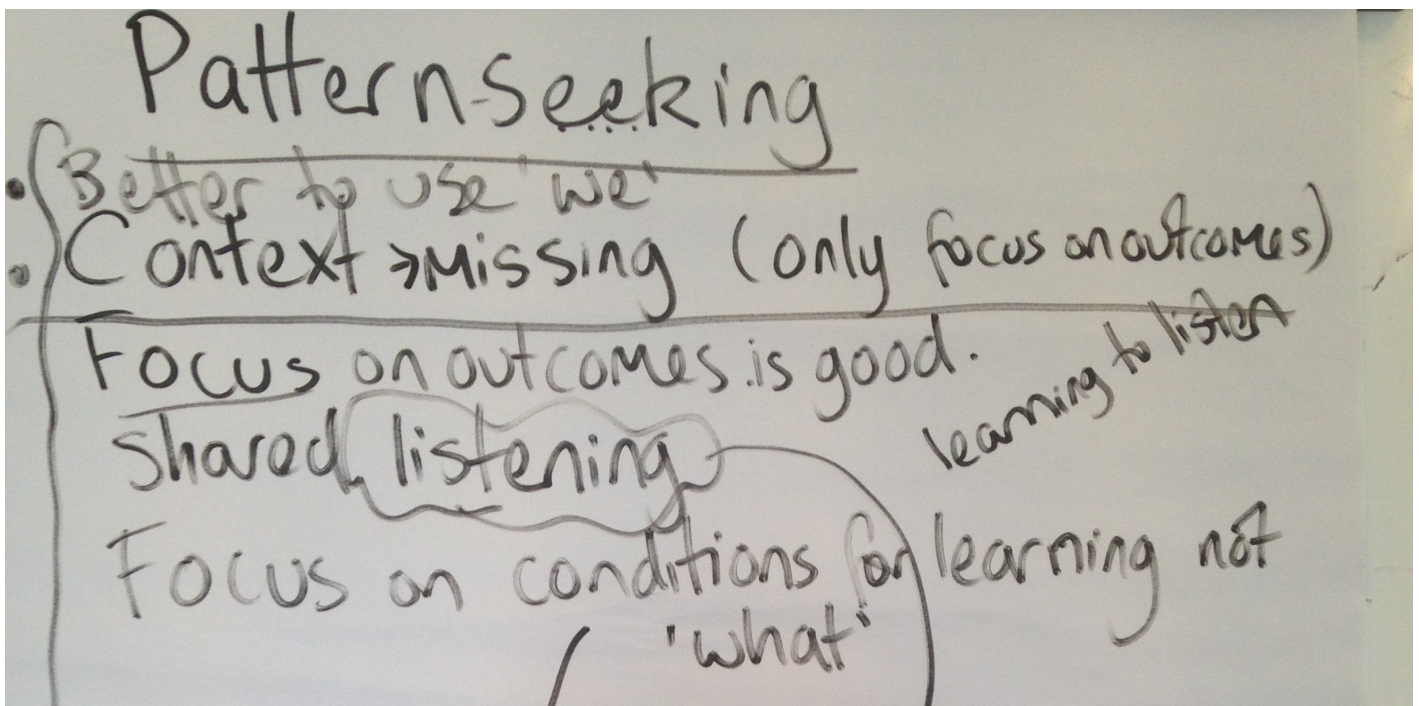 Pattern-seeking
• Better to use 'we'
• Context → Missing (only focus on outcomes)
Focus on outcomes is good.
learning to listen
shared listening
Focus on conditions for learning not
'what'